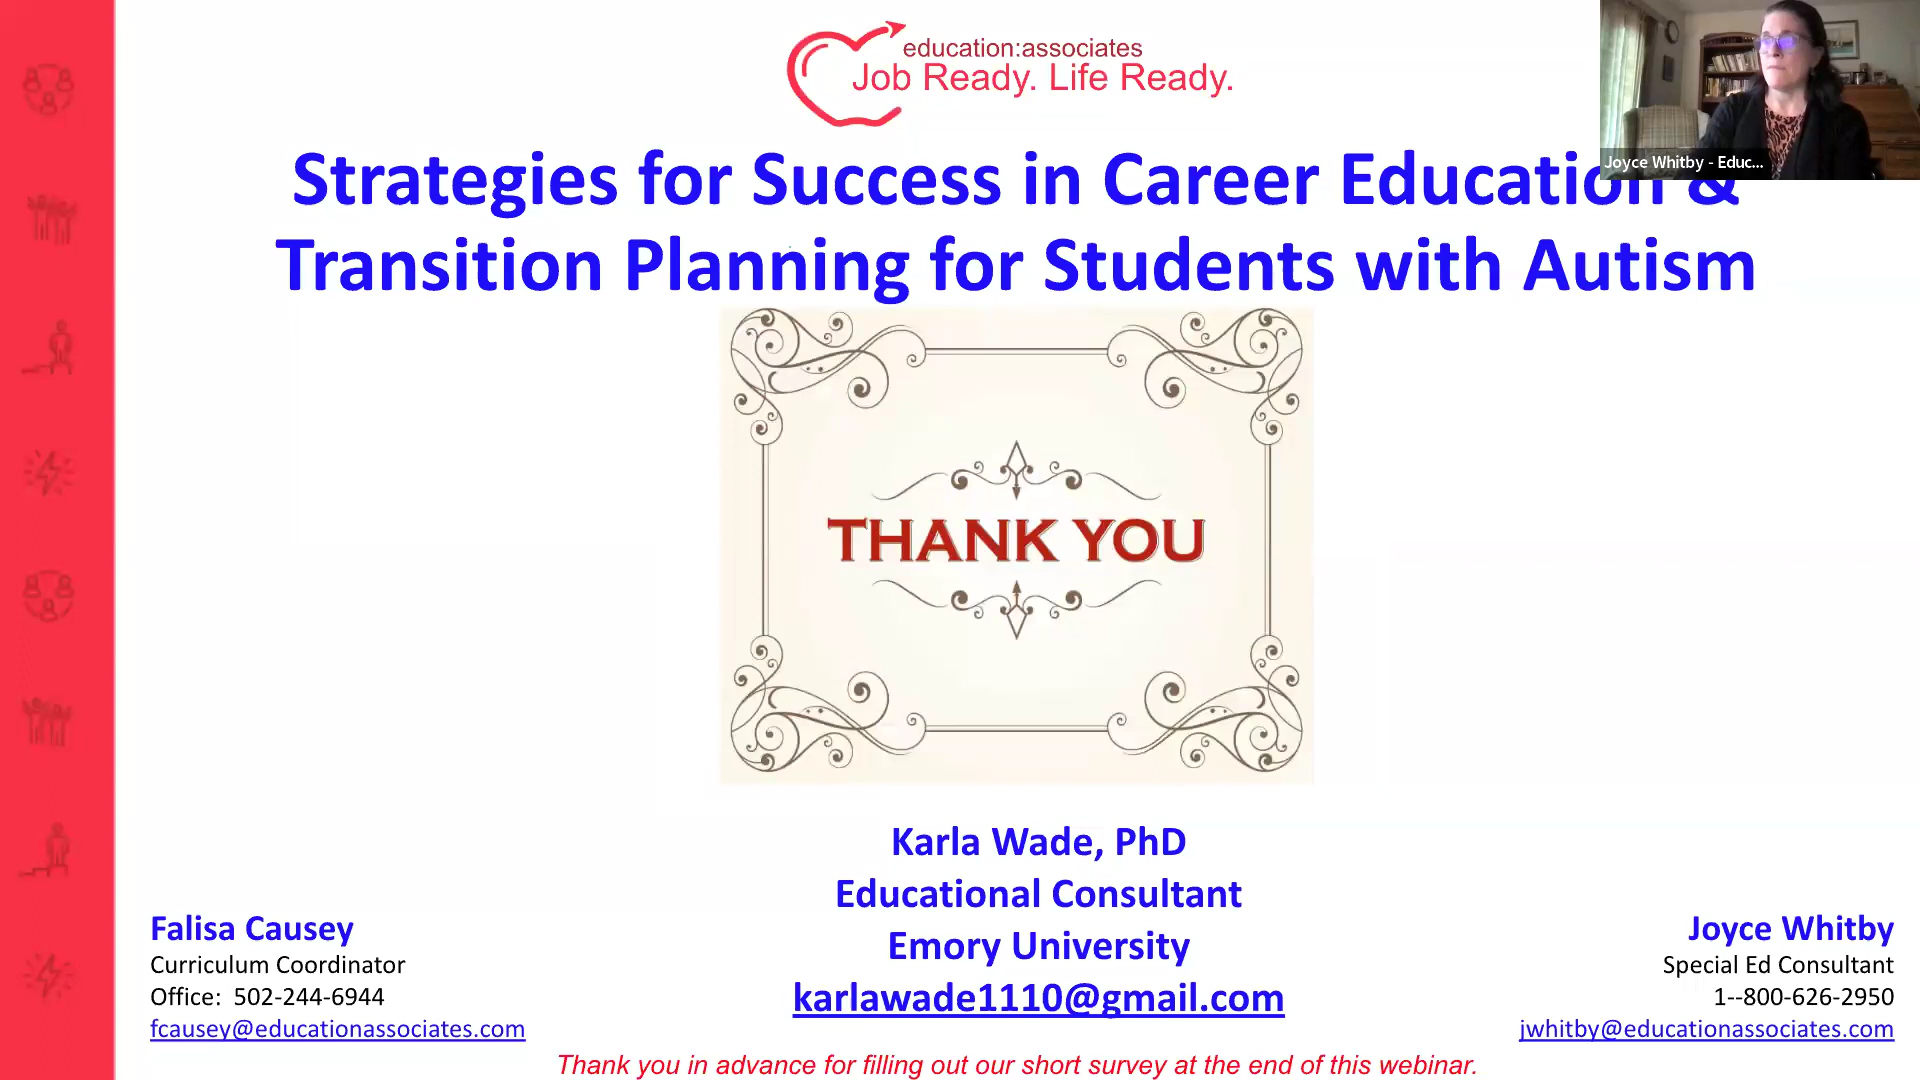 education:associates
Job Ready. Life Ready.
Joyce Whitby - Educ...
Strategies for Success in Career Education &
Transition Planning for Students with Autism
THANK YOU
Karla Wade, PhD
Educational Consultant
Emory University
karlawade1110@gmail.com
Falisa Causey
Curriculum Coordinator
Office:  502-244-6944
fcausey@educationassociates.com
Joyce Whitby
Special Ed Consultant
1--800-626-2950
jwhitby@educationassociates.com
Thank you in advance for filling out our short survey at the end of this webinar.